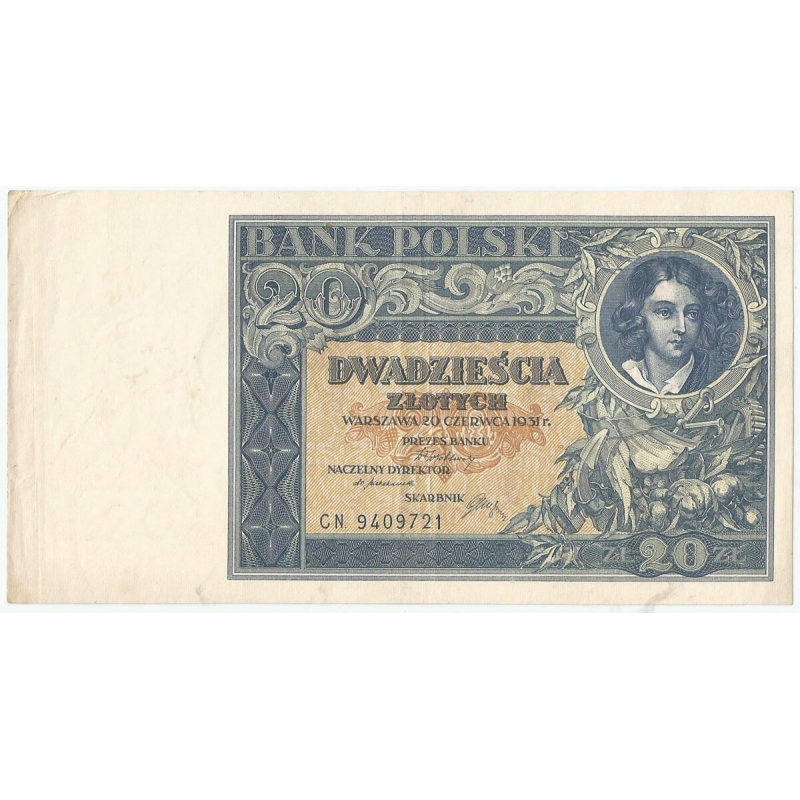 BANK POLSKI
20
DWADZIEŚCIA
ZŁOTYCH
WARSZAWA 20 CZERWCA 1931 r.
PREZES BANKU
NACZELNY DYREKTOR
SKARBNIK
CN. 9409721
ZŁ 20 ZŁ